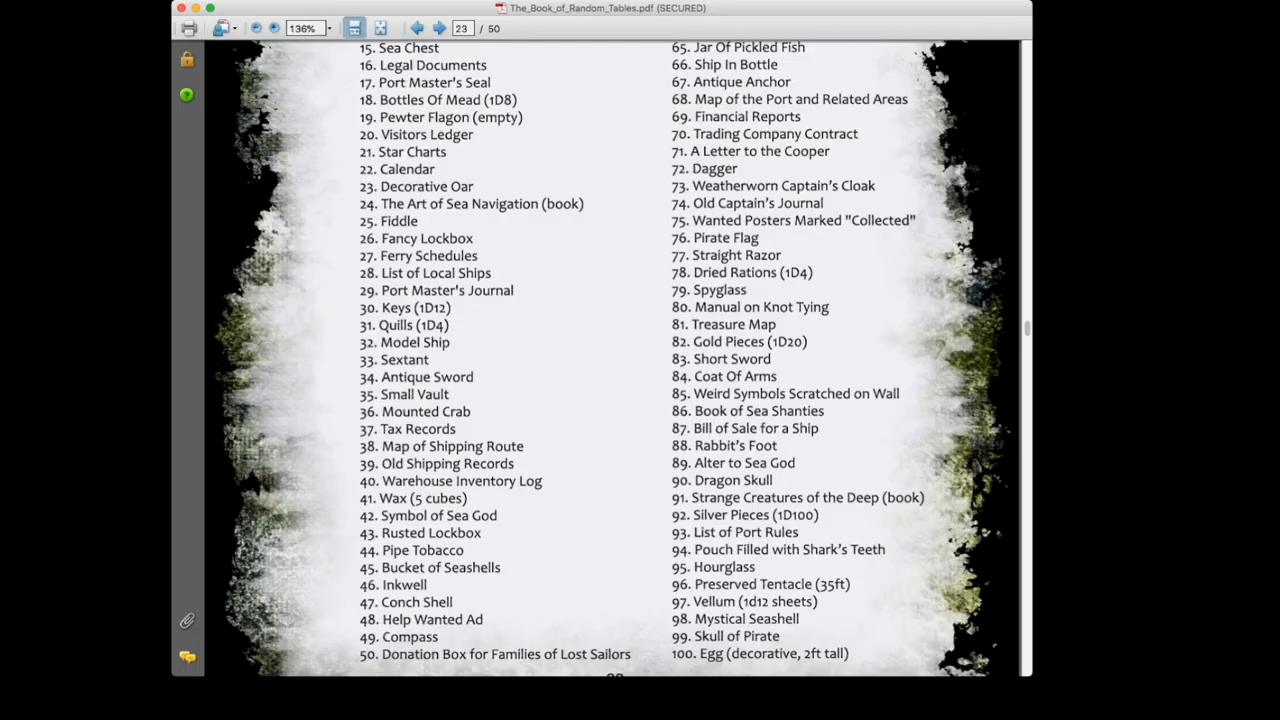 The_Book_of_Random_Tables.pdf (SECURED)
136%
23 / 50
15. Sea Chest
16. Legal Documents
17. Port Master's Seal
18. Bottles Of Mead (1D8)
19. Pewter Flagon (empty)
20. Visitors Ledger
21. Star Charts
22. Calendar
23. Decorative Oar
24. The Art of Sea Navigation (book)
25. Fiddle
26. Fancy Lockbox
27. Ferry Schedules
28. List of Local Ships
29. Port Master's Journal
30. Keys (1D12)
31. Quills (1D4)
32. Model Ship
33. Sextant
34. Antique Sword
35. Small Vault
36. Mounted Crab
37. Tax Records
38. Map of Shipping Route
39. Old Shipping Records
40. Warehouse Inventory Log
41. Wax (5 cubes)
42. Symbol of Sea God
43. Rusted Lockbox
44. Pipe Tobacco
45. Bucket of Seashells
46. Inkwell
47. Conch Shell
48. Help Wanted Ad
49. Compass
50. Donation Box for Families of Lost Sailors
65. Jar Of Pickled Fish
66. Ship In Bottle
67. Antique Anchor
68. Map of the Port and Related Areas
69. Financial Reports
70. Trading Company Contract
71. A Letter to the Cooper
72. Dagger
73. Weatherworn Captain's Cloak
74. Old Captain's Journal
75. Wanted Posters Marked "Collected"
76. Pirate Flag
77. Straight Razor
78. Dried Rations (1D4)
79. Spyglass
80. Manual on Knot Tying
81. Treasure Map
82. Gold Pieces (1D20)
83. Short Sword
84. Coat Of Arms
85. Weird Symbols Scratched on Wall
86. Book of Sea Shanties
87. Bill of Sale for a Ship
88. Rabbit's Foot
89. Alter to Sea God
90. Dragon Skull
91. Strange Creatures of the Deep (book)
92. Silver Pieces (1D100)
93. List of Port Rules
94. Pouch Filled with Shark's Teeth
95. Hourglass
96. Preserved Tentacle (35ft)
97. Vellum (1d12 sheets)
98. Mystical Seashell
99. Skull of Pirate
100. Egg (decorative, 2ft tall)